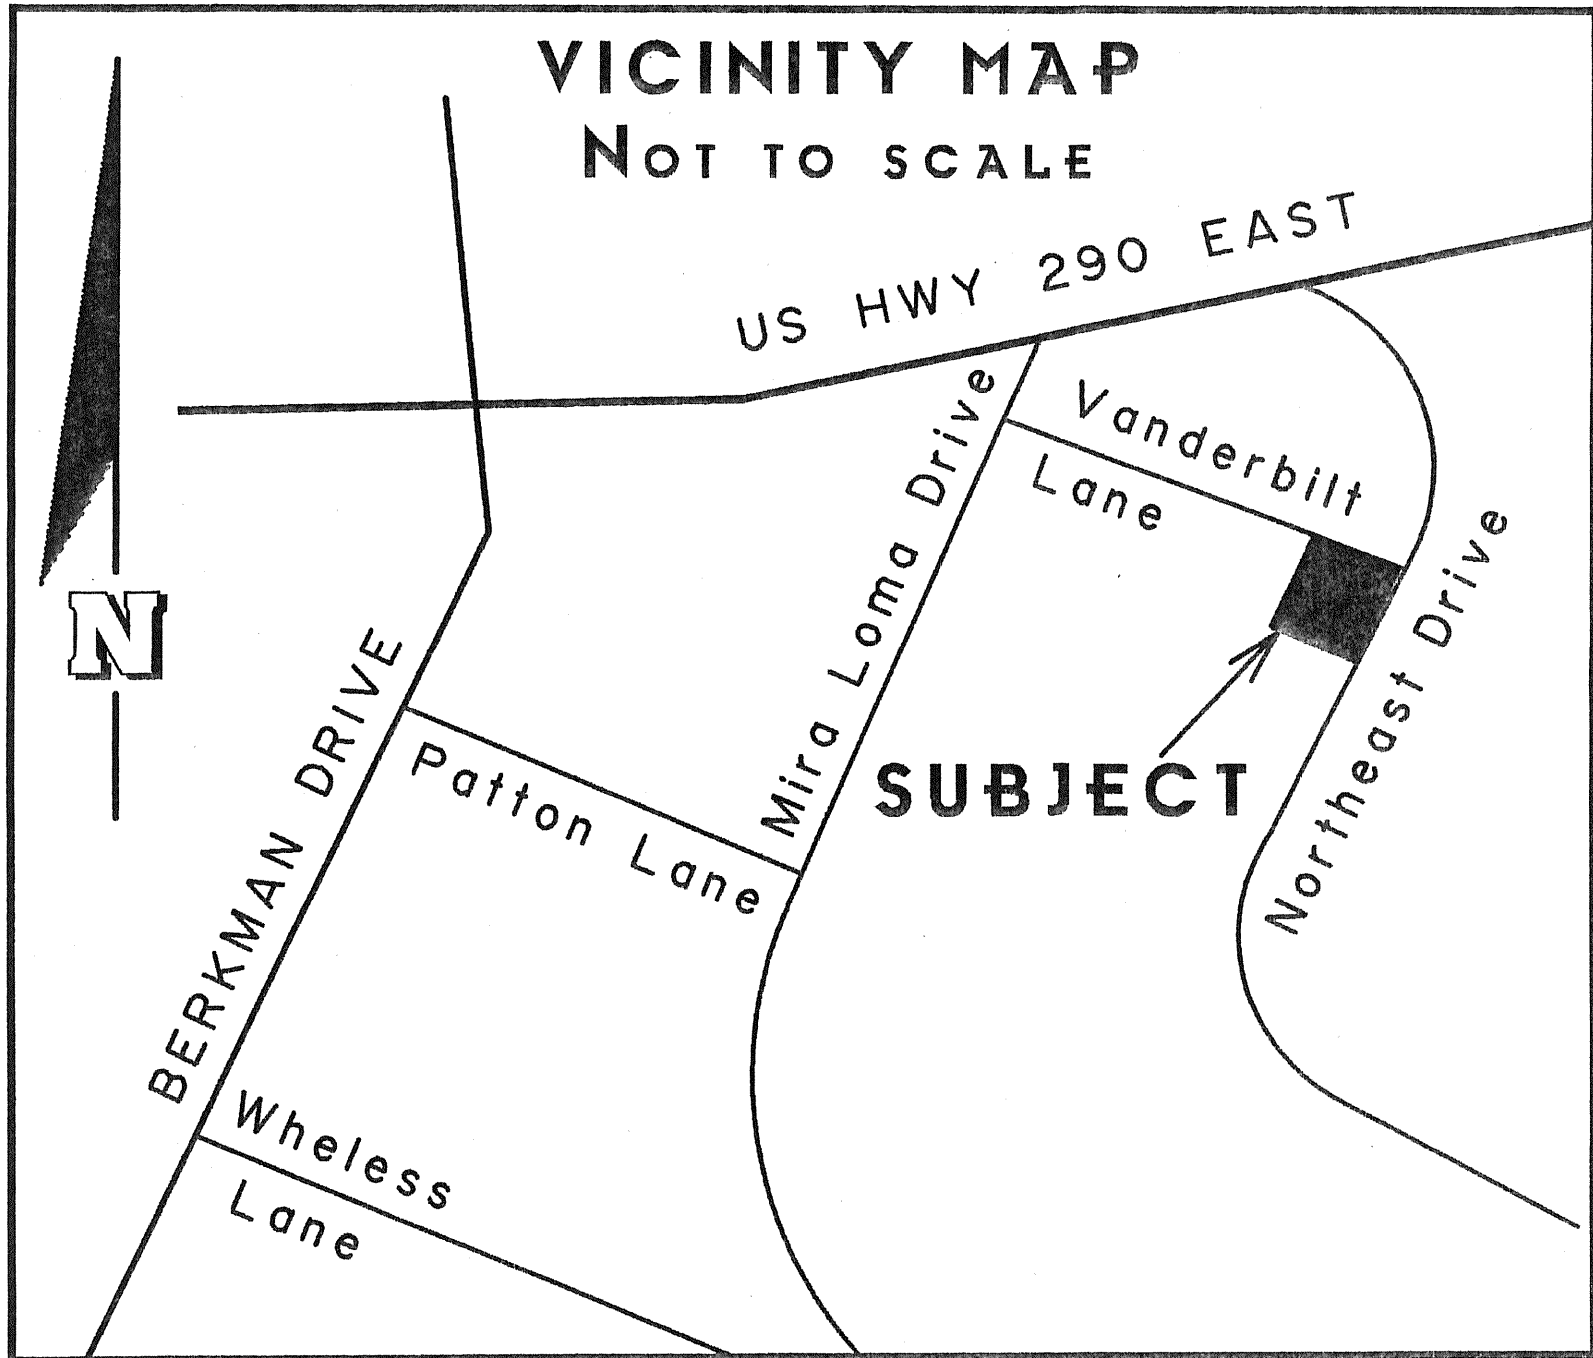 VICINITY MAP
NOT TO SCALE
US HWY 290 EAST
Vanderbilt
Lane
Mira Loma Drive
Northeast Drive
N
SUBJECT
BERKMAN DRIVE
Patton Lane
Wheless
Lane